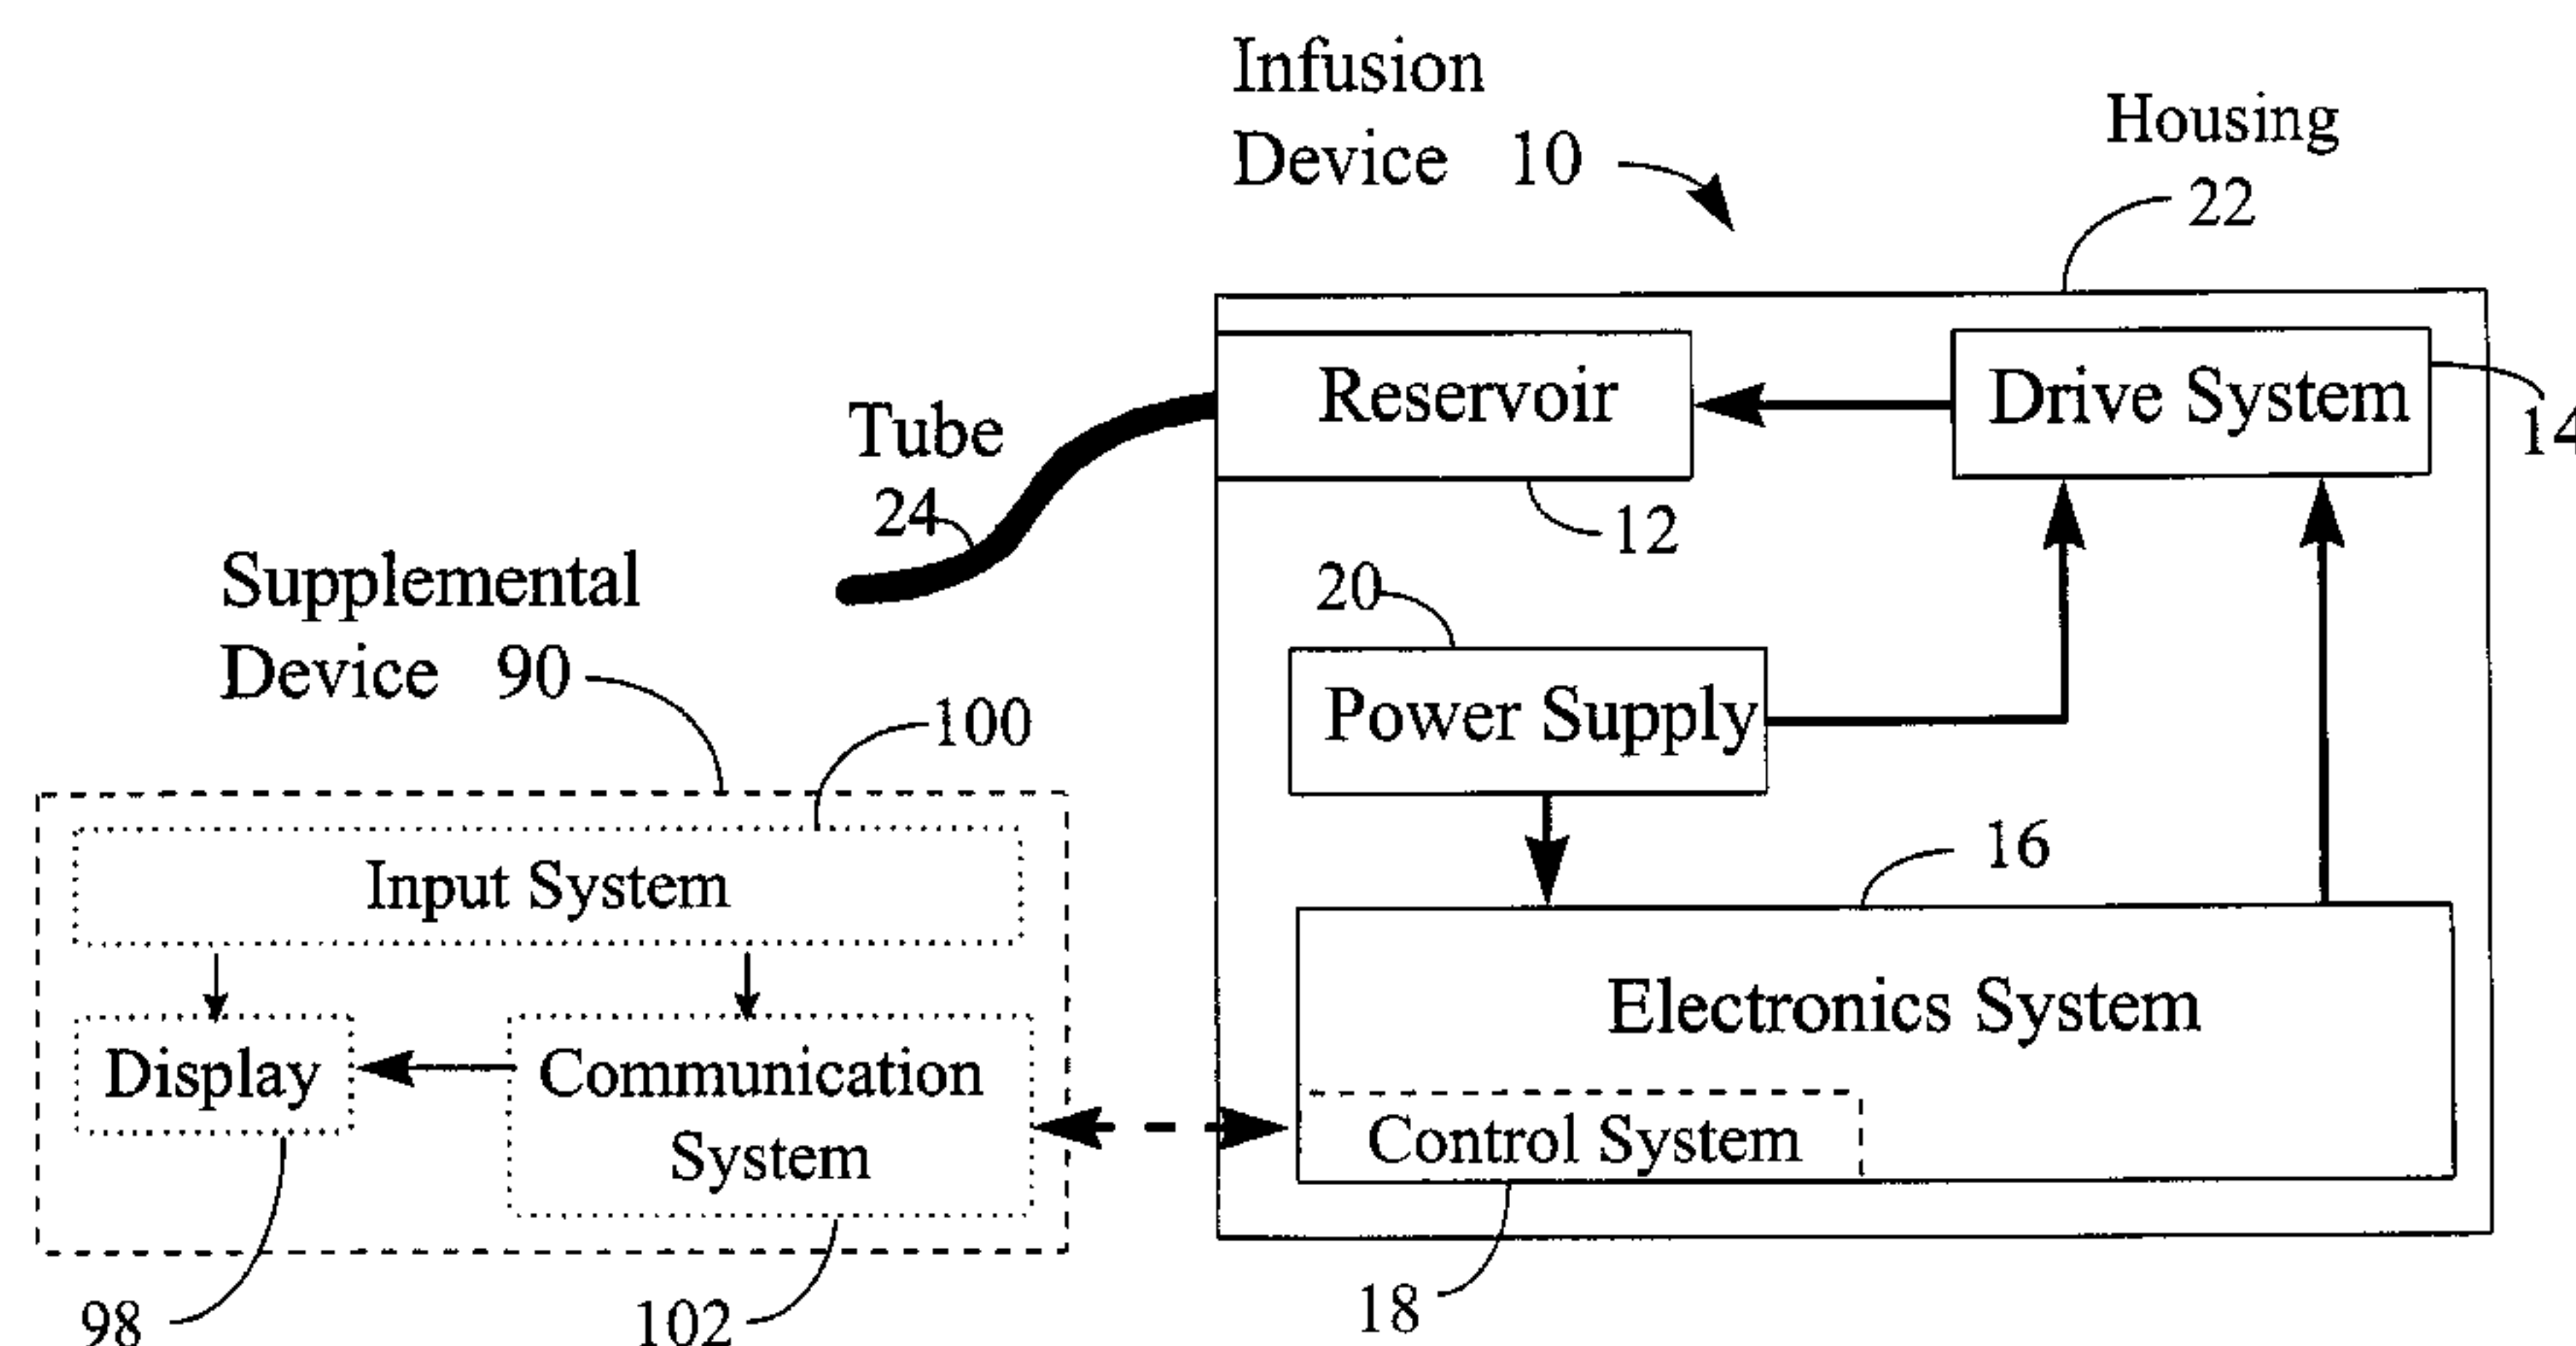 Infusion
Device 10
Housing
22
Reservoir
Drive System
14
Tube
24
12
Supplemental
Device 90
20
Power Supply
100
16
Input System
Electronics System
Display
Communication
System
Control System
98
102
18